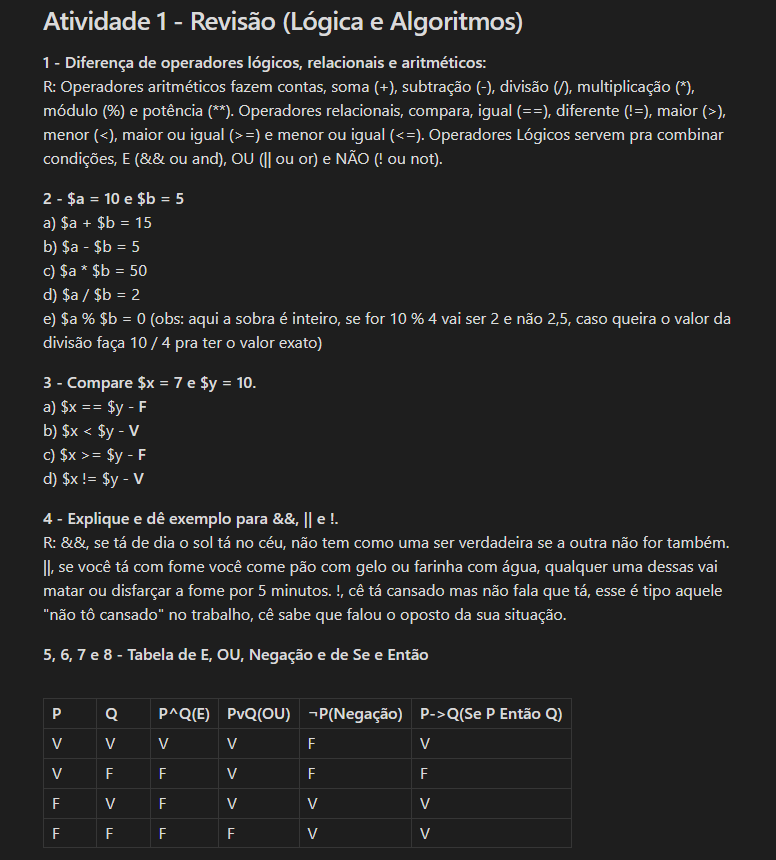 Atividade 1 - Revisão (Lógica e Algoritmos)
1 - Diferença de operadores lógicos, relacionais e aritméticos:
R: Operadores aritméticos fazem contas, soma (+), subtração (-), divisão (/), multiplicação (*),
módulo (%) e potência (**). Operadores relacionais, compara, igual (==), diferente (!=), maior (>),
menor (<), maior ou igual (>=) e menor ou igual (<=). Operadores Lógicos servem pra combinar
condições, E (&& ou and), OU (|| ou or) e NÃO (! ou not).
2 - $a = 10 e $b = 5
a) $a + $b = 15
b) $a - $b = 5
c) $a * $b = 50
d) $a / $b = 2
e) $a % $b = 0 (obs: aqui a sobra é inteiro, se for 10 % 4 vai ser 2 e não 2,5, caso queira o valor da
divisão faça 10 / 4 pra ter o valor exato)
3 - Compare $x = 7 e $y = 10.
a) $x == $y - F
b) $x < $y - V
c) $x >= $y - F
d) $x != $y - V
4 - Explique e dê exemplo para &&, || e !.
R: &&, se tá de dia o sol tá no céu, não tem como uma ser verdadeira se a outra não for também.
||, se você tá com fome você come pão com gelo ou farinha com água, qualquer uma dessas vai
matar ou disfarçar a fome por 5 minutos. !, cê tá cansado mas não fala que tá, esse é tipo aquele
"não tô cansado" no trabalho, cê sabe que falou o oposto da sua situação.
5, 6, 7 e 8 - Tabela de E, OU, Negação e de Se e Então
P Q P^Q(E) PvQ(OU) ¬P(Negação) P->Q(Se P Então Q)
V V V V F V
V F F V F F
F V F V V V
F F F F V V